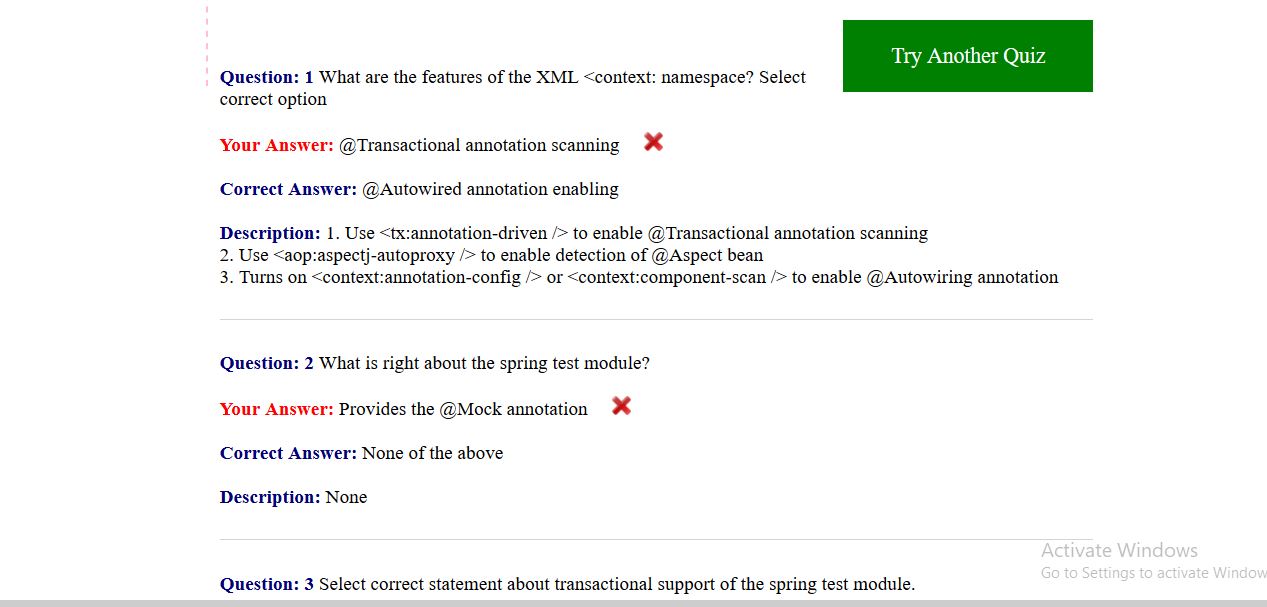 Try Another Quiz
Question: 1 What are the features of the XML <context: namespace? Select
correct option
Your Answer: @Transactional annotation scanning
Correct Answer: @Autowired annotation enabling
Description: 1. Use <tx:annotation-driven /> to enable @Transactional annotation scanning
2. Use <aop:aspectj-autoproxy /> to enable detection of @Aspect bean
3. Turns on <context:annotation-config /> or <context:component-scan /> to enable @Autowiring annotation
Question: 2 What is right about the spring test module?
Your Answer: Provides the @Mock annotation
Correct Answer: None of the above
Description: None
Question: 3 Select correct statement about transactional support of the spring test module.
Activate Windows
Go to Settings to activate Window